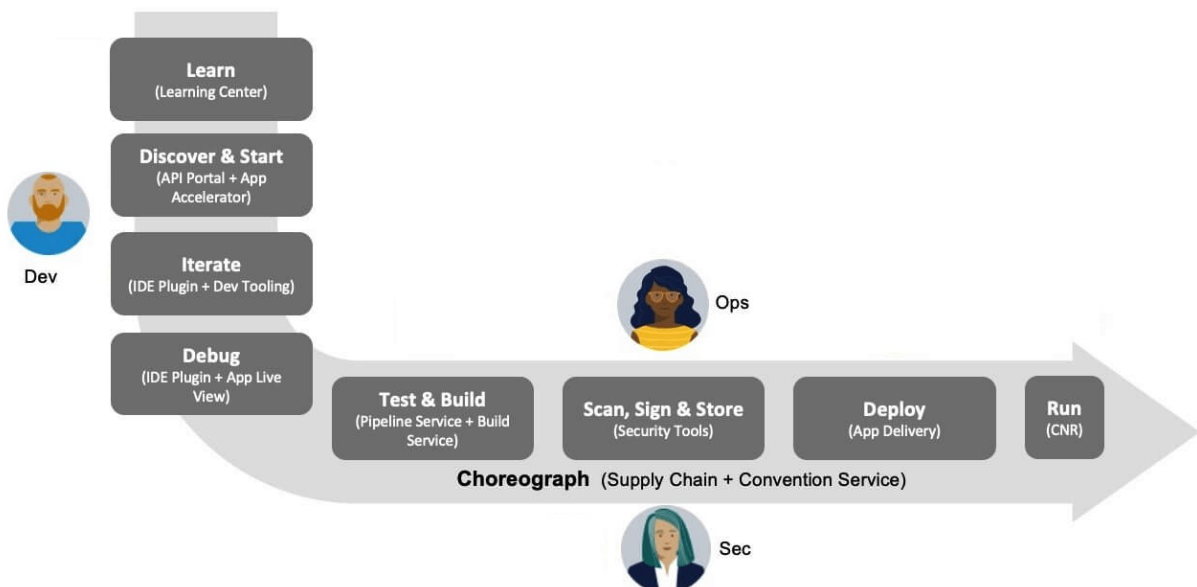 Learn
(Learning Center)
Discover & Start
(API Portal + App
Accelerator)
Dev
Iterate
(IDE Plugin + Dev Tooling)
Debug
(IDE Plugin + App Live
View)
Ops
Test & Build
(Pipeline Service + Build
Service)
Scan, Sign & Store
(Security Tools)
Deploy
(App Delivery)
Run
(CNR)
Choreograph (Supply Chain + Convention Service)
Sec